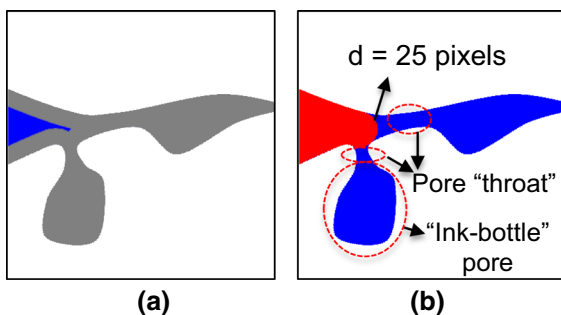 d = 25 pixels
Pore “throat”
“Ink-bottle”
pore
(a)
(b)